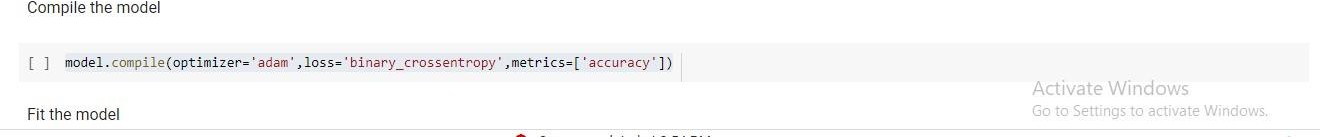 Compile the model
[ ] model.compile(optimizer='adam',loss='binary_crossentropy',metrics=['accuracy'])
Activate Windows
Go to Settings to activate Windows.
Fit the model